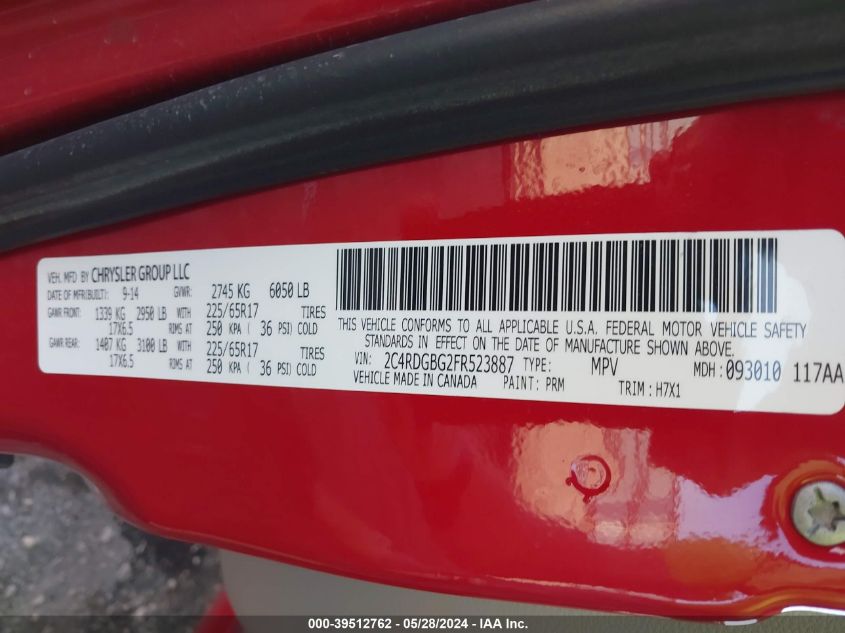 VEH. MFD BY CHRYSLER GROUP LLC
DATE OF MFR(BUILT): 9-14 GVWR: 2745 KG 6050 LB
GAWR FRONT: 1339 KG 2950 LB WITH 225/65R17 TIRES
17X6.5 RIMS AT 250 KPA ( 36 PSI) COLD
GAWR REAR: 1407 KG 3100 LB WITH 225/65R17 TIRES
17X6.5 RIMS AT 250 KPA ( 36 PSI) COLD
THIS VEHICLE CONFORMS TO ALL APPLICABLE U.S.A. FEDERAL MOTOR VEHICLE SAFETY
STANDARDS IN EFFECT ON THE DATE OF MANUFACTURE SHOWN ABOVE.
VIN: 2C4RDGBG2FR523887 TYPE: MPV MDH: 093010 117AA
VEHICLE MADE IN CANADA PAINT: PRM TRIM: H7X1
000-39512762 - 05/28/2024 - IAA Inc.